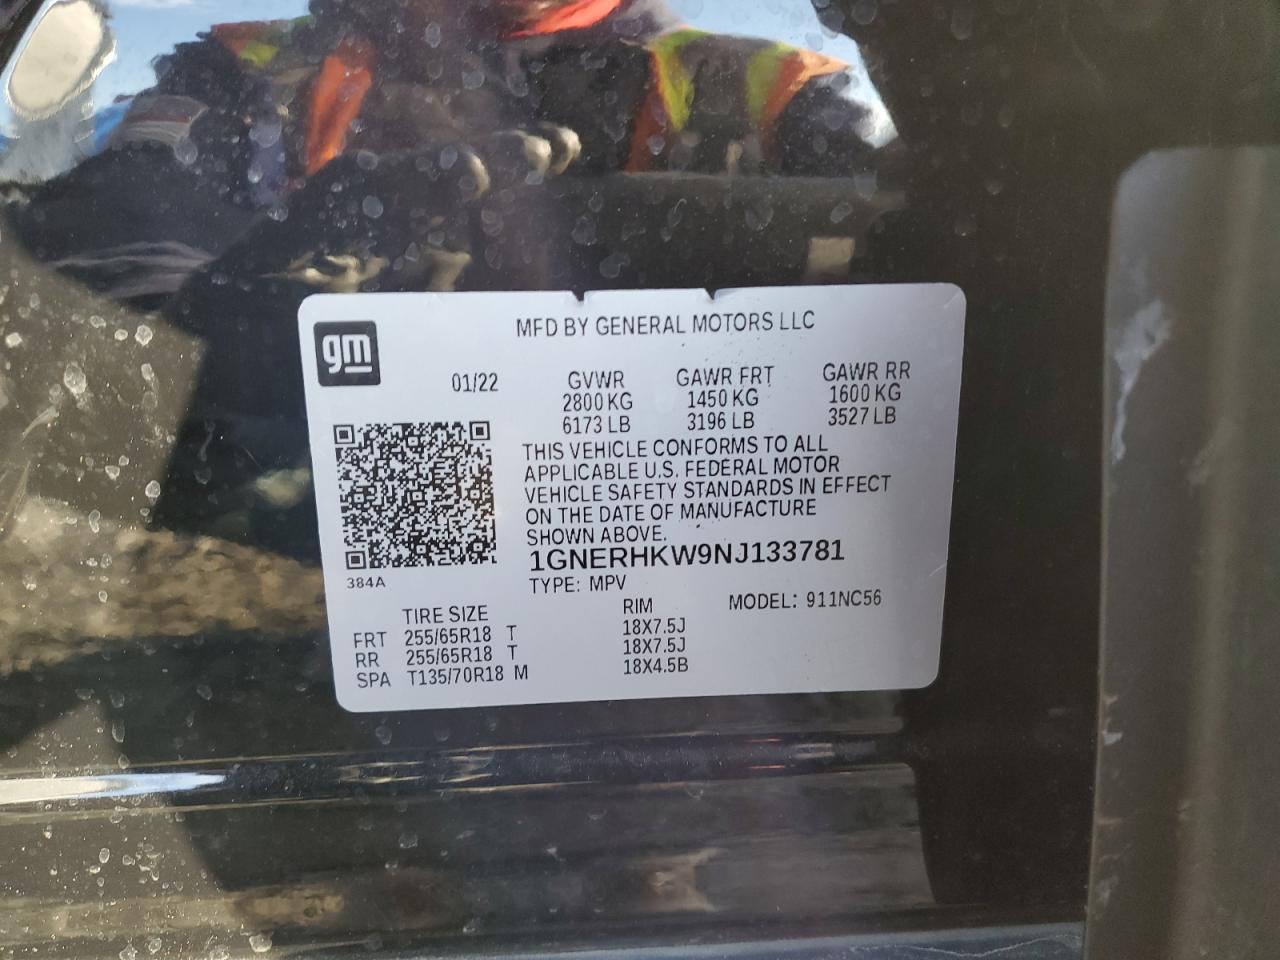 MFD BY GENERAL MOTORS LLC
gm
01/22
GVWR GAWR FRT GAWR RR
2800 KG 1450 KG 1600 KG
6173 LB 3196 LB 3527 LB
THIS VEHICLE CONFORMS TO ALL
APPLICABLE U.S. FEDERAL MOTOR
VEHICLE SAFETY STANDARDS IN EFFECT
ON THE DATE OF MANUFACTURE
SHOWN ABOVE.
1GNERHKW9NJ133781
384A
TYPE: MPV
MODEL: 911NC56
TIRE SIZE RIM
FRT 255/65R18 T 18X7.5J
RR 255/65R18 T 18X7.5J
SPA T135/70R18 M 18X4.5B